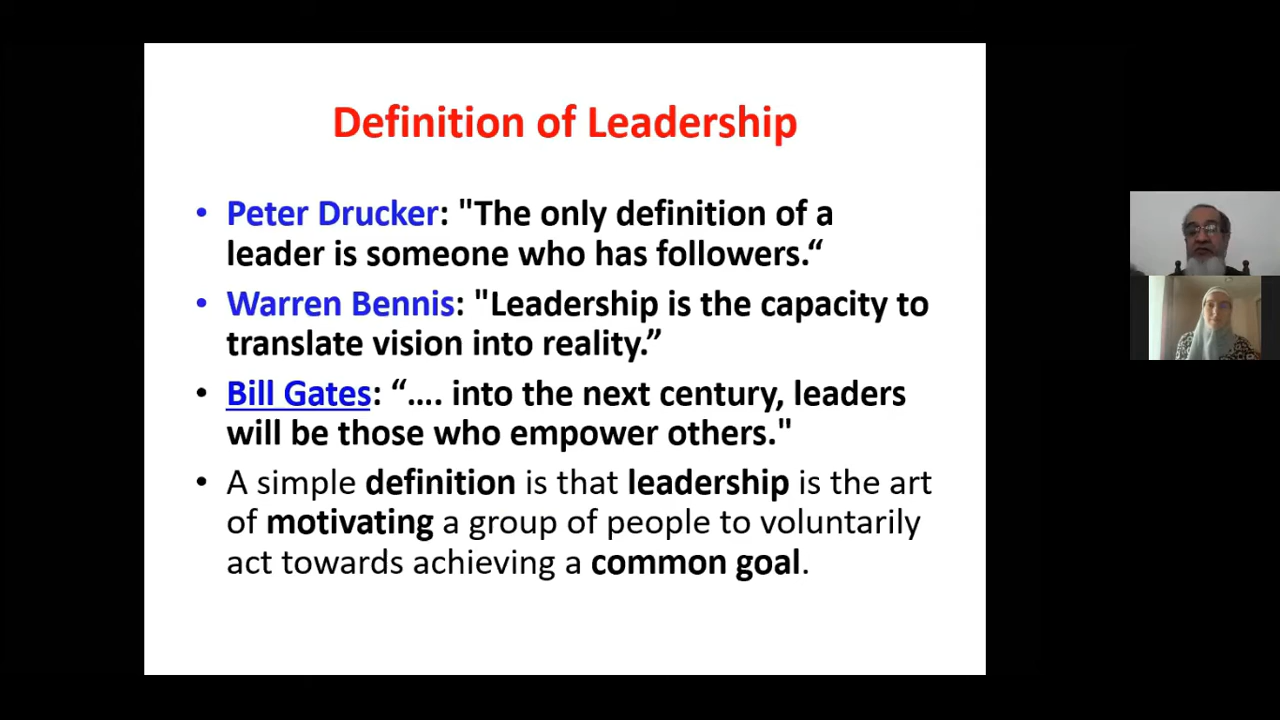 Definition of Leadership
• Peter Drucker: "The only definition of a
leader is someone who has followers.“
• Warren Bennis: "Leadership is the capacity to
translate vision into reality.”
• Bill Gates: “…. into the next century, leaders
will be those who empower others."
• A simple definition is that leadership is the art
of motivating a group of people to voluntarily
act towards achieving a common goal.